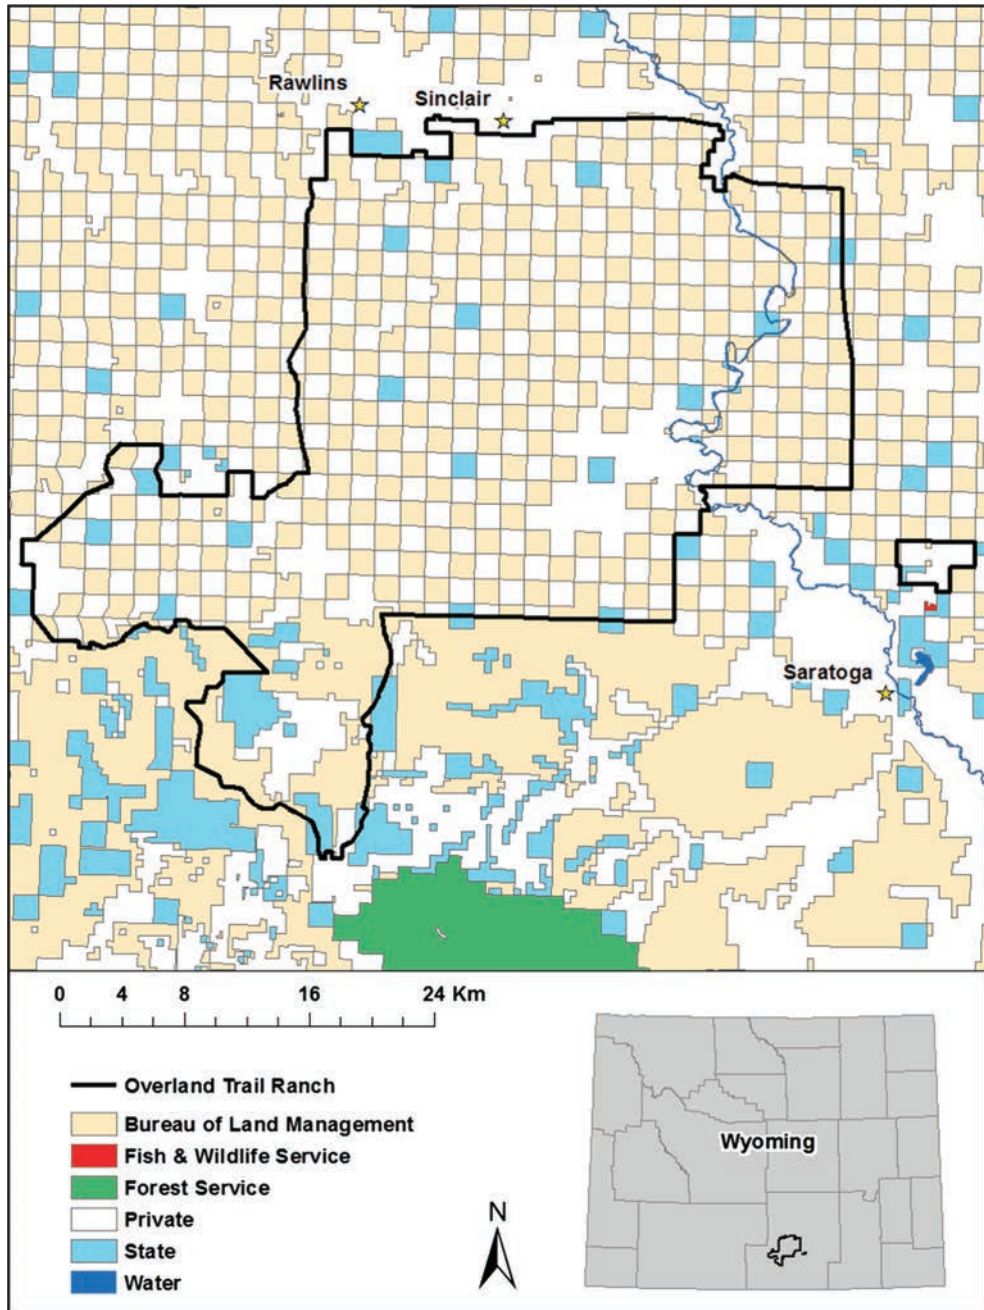 Rawlins
Sinclair
Saratoga
0 4 8 16 24 Km
Overland Trail Ranch
Bureau of Land Management
Fish & Wildlife Service
Forest Service
Private
State
Water
N
Wyoming